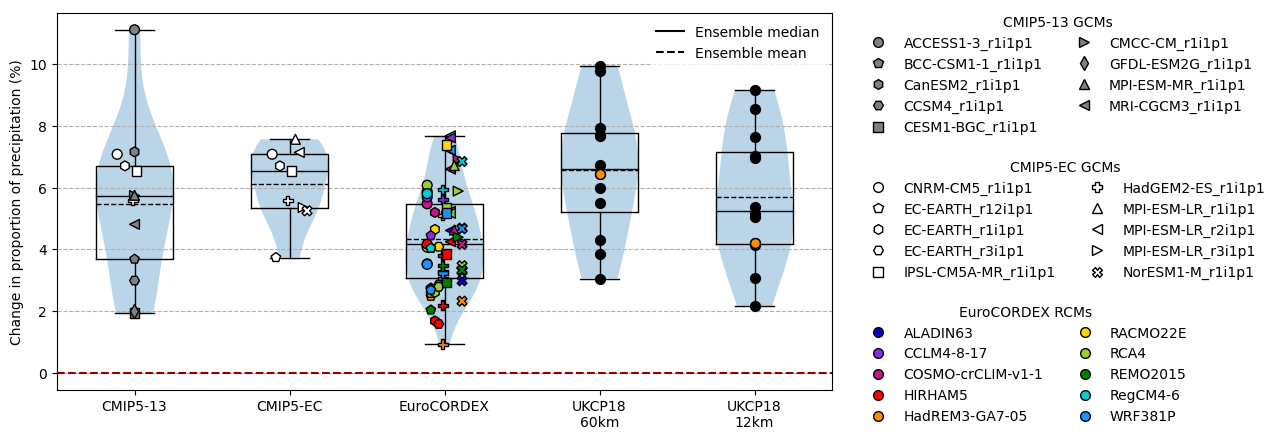 Change in proportion of precipitation (%)
10
8
6
4
2
0
Ensemble median
Ensemble mean
CMIP5-13
CMIP5-EC
EuroCORDEX
UKCP18
60km
UKCP18
12km
CMIP5-13 GCMs
ACCESS1-3_r1i1p1
BCC-CSM1-1_r1i1p1
CanESM2_r1i1p1
CCSM4_r1i1p1
CESM1-BGC_r1i1p1
CMCC-CM_r1i1p1
GFDL-ESM2G_r1i1p1
MPI-ESM-MR_r1i1p1
MRI-CGCM3_r1i1p1
CMIP5-EC GCMs
CNRM-CM5_r1i1p1
EC-EARTH_r12i1p1
EC-EARTH_r1i1p1
EC-EARTH_r3i1p1
IPSL-CM5A-MR_r1i1p1
HadGEM2-ES_r1i1p1
MPI-ESM-LR_r1i1p1
MPI-ESM-LR_r2i1p1
MPI-ESM-LR_r3i1p1
NorESM1-M_r1i1p1
EuroCORDEX RCMs
ALADIN63
CCLM4-8-17
COSMO-crCLIM-v1-1
HIRHAM5
HadREM3-GA7-05
RACMO22E
RCA4
REMO2015
RegCM4-6
WRF381P